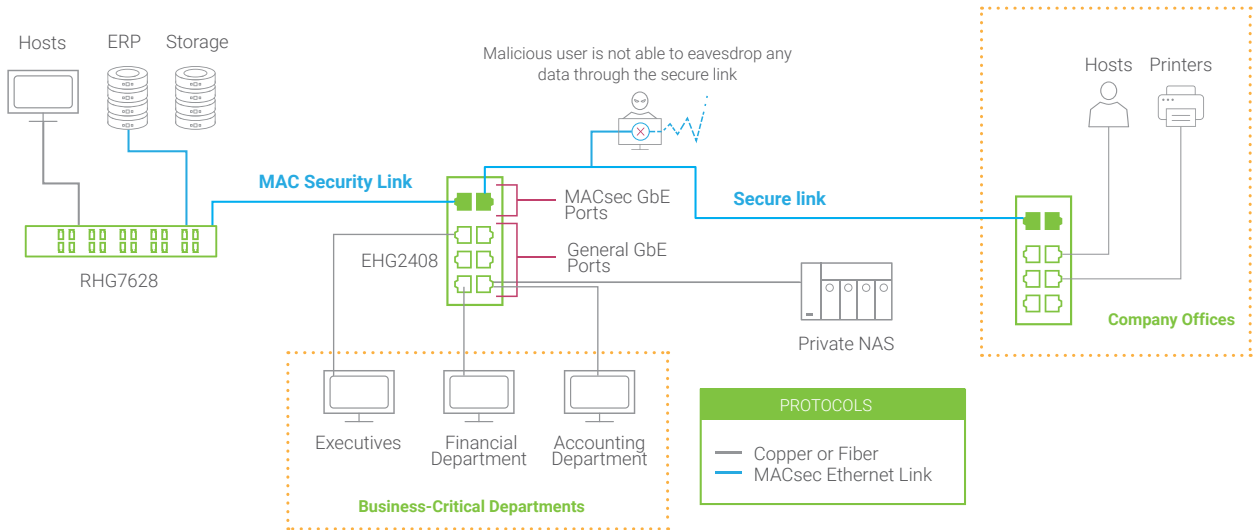 Hosts
ERP
Storage
Malicious user is not able to eavesdrop any
data through the secure link
Hosts
Printers
MAC Security Link
MACsec GbE
Ports
Secure link
EHG2408
General GbE
Ports
RHG7628
Private NAS
Company Offices
Executives
Financial
Department
Accounting
Department
Business-Critical Departments
PROTOCOLS
Copper or Fiber
MACsec Ethernet Link